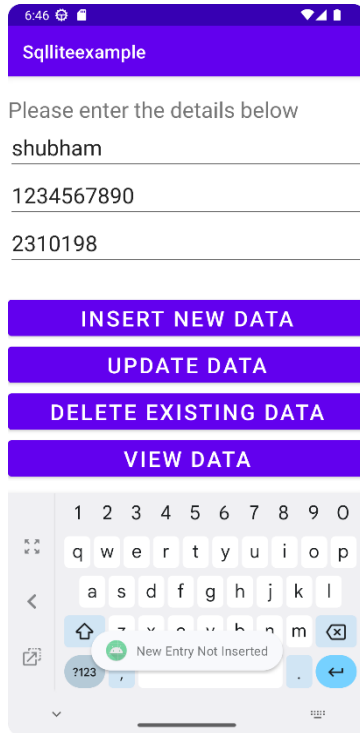 6:46
Sqlliteexample
Please enter the details below
shubham
1234567890
2310198
INSERT NEW DATA
UPDATE DATA
DELETE EXISTING DATA
VIEW DATA
1 2 3 4 5 6 7 8 9 0
q w e r t y u i o p
a s d f g h j k l
z x c v b n m
New Entry Not Inserted
?123 , .